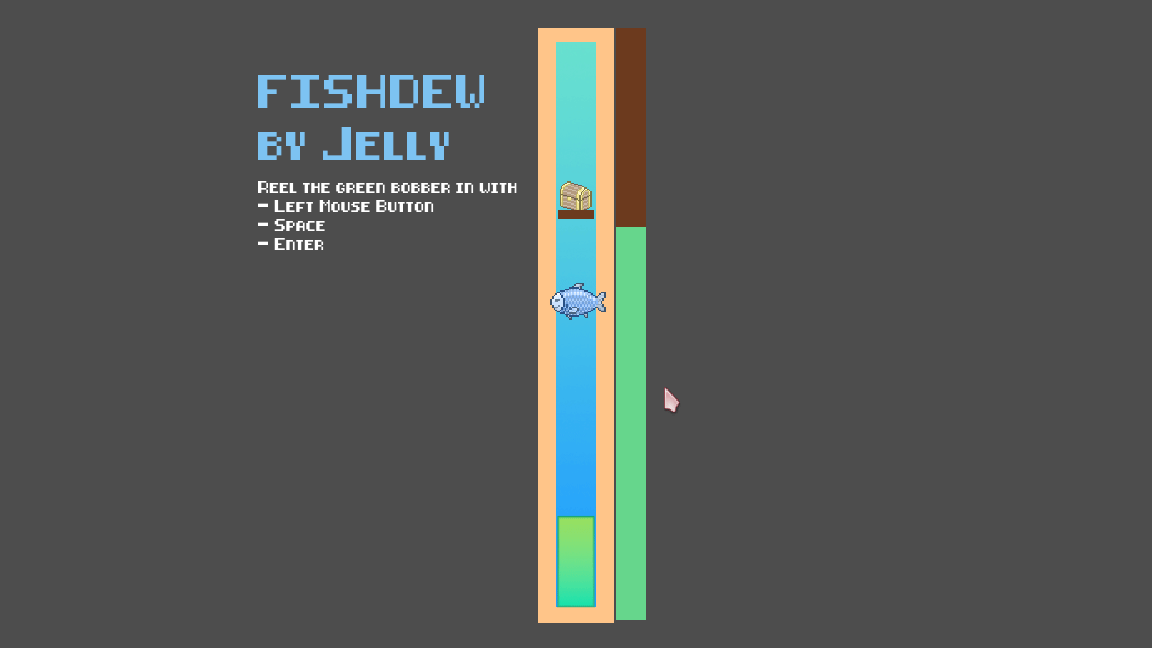 FISHDEW
BY JELLY
REEL THE GREEN BOBBER IN WITH
- LEFT MOUSE BUTTON
- SPACE
- ENTER